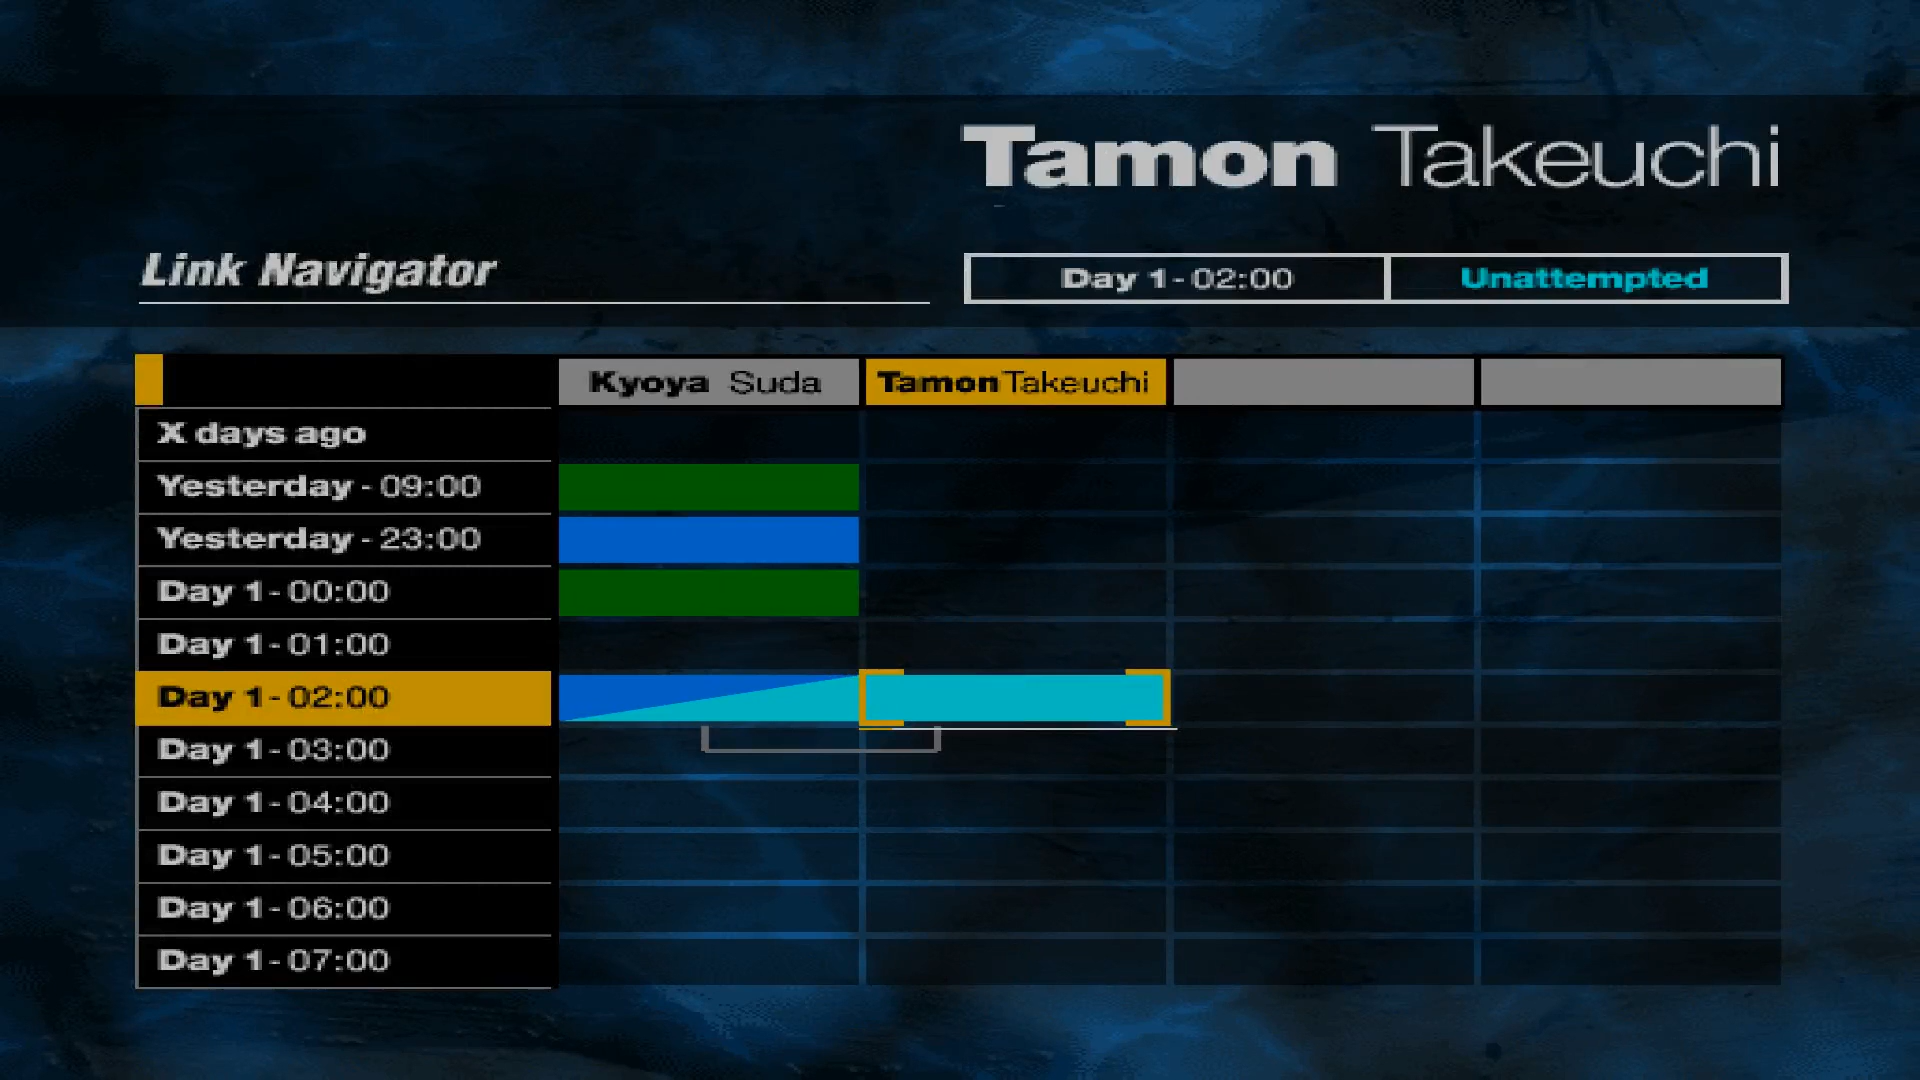 Tamon Takeuchi
Link Navigator
Day 1 - 02:00 Unattempted
Kyoya Suda Tamon Takeuchi
X days ago
Yesterday - 09:00
Yesterday - 23:00
Day 1 - 00:00
Day 1 - 01:00
Day 1 - 02:00
Day 1 - 03:00
Day 1 - 04:00
Day 1 - 05:00
Day 1 - 06:00
Day 1 - 07:00